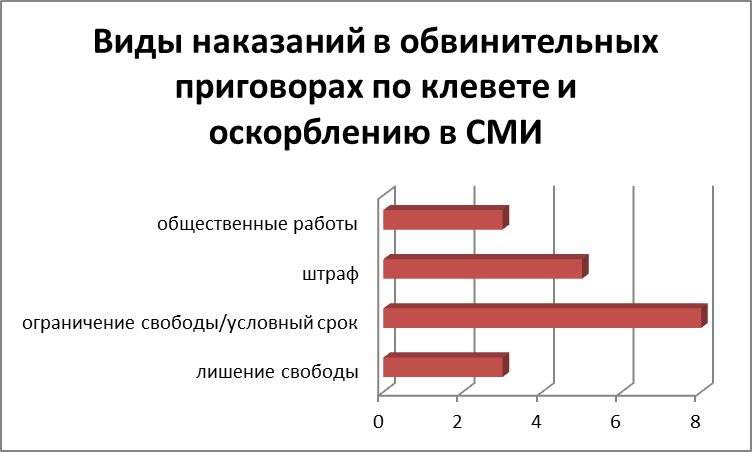 Виды наказаний в обвинительных
приговорах по клевете и
оскорблению в СМИ
общественные работы
штраф
ограничение свободы/условный срок
лишение свободы
0 2 4 6 8